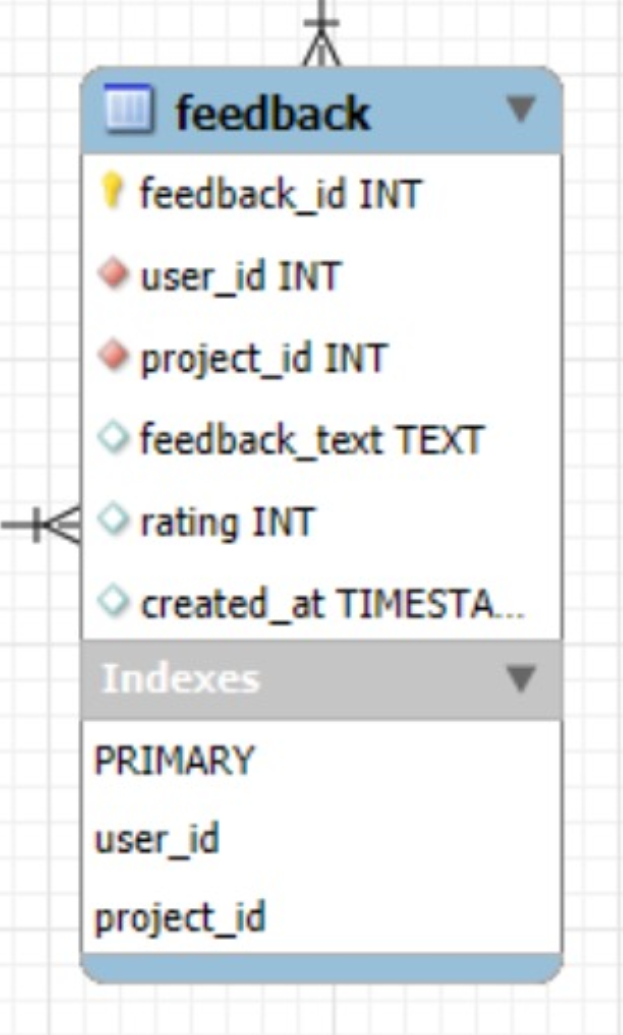 feedback
feedback_id INT
user_id INT
project_id INT
feedback_text TEXT
rating INT
created_at TIMESTA...
Indexes
PRIMARY
user_id
project_id